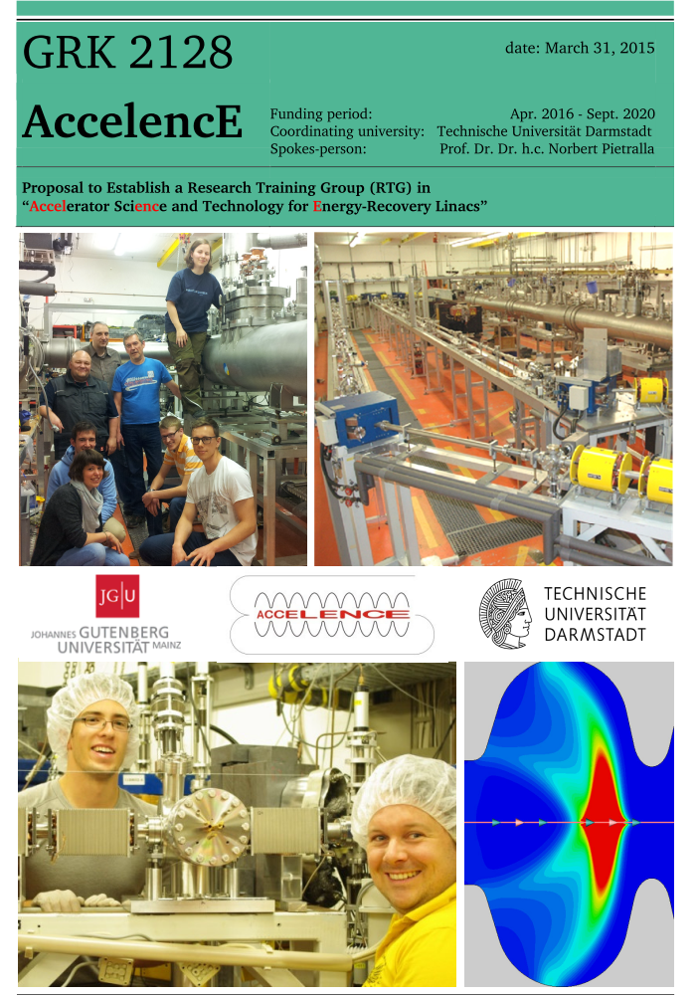 GRK 2128
date: March 31, 2015
AccelencE
Funding period: Apr. 2016 - Sept. 2020
Coordinating university: Technische Universität Darmstadt
Spokes-person: Prof. Dr. Dr. h.c. Norbert Pietralla
Proposal to Establish a Research Training Group (RTG) in
“Accelerator Science and Technology for Energy-Recovery Linacs”
JG|U
JOHANNES GUTENBERG
UNIVERSITÄT MAINZ
ACCELENCE
TECHNISCHE
UNIVERSITÄT
DARMSTADT